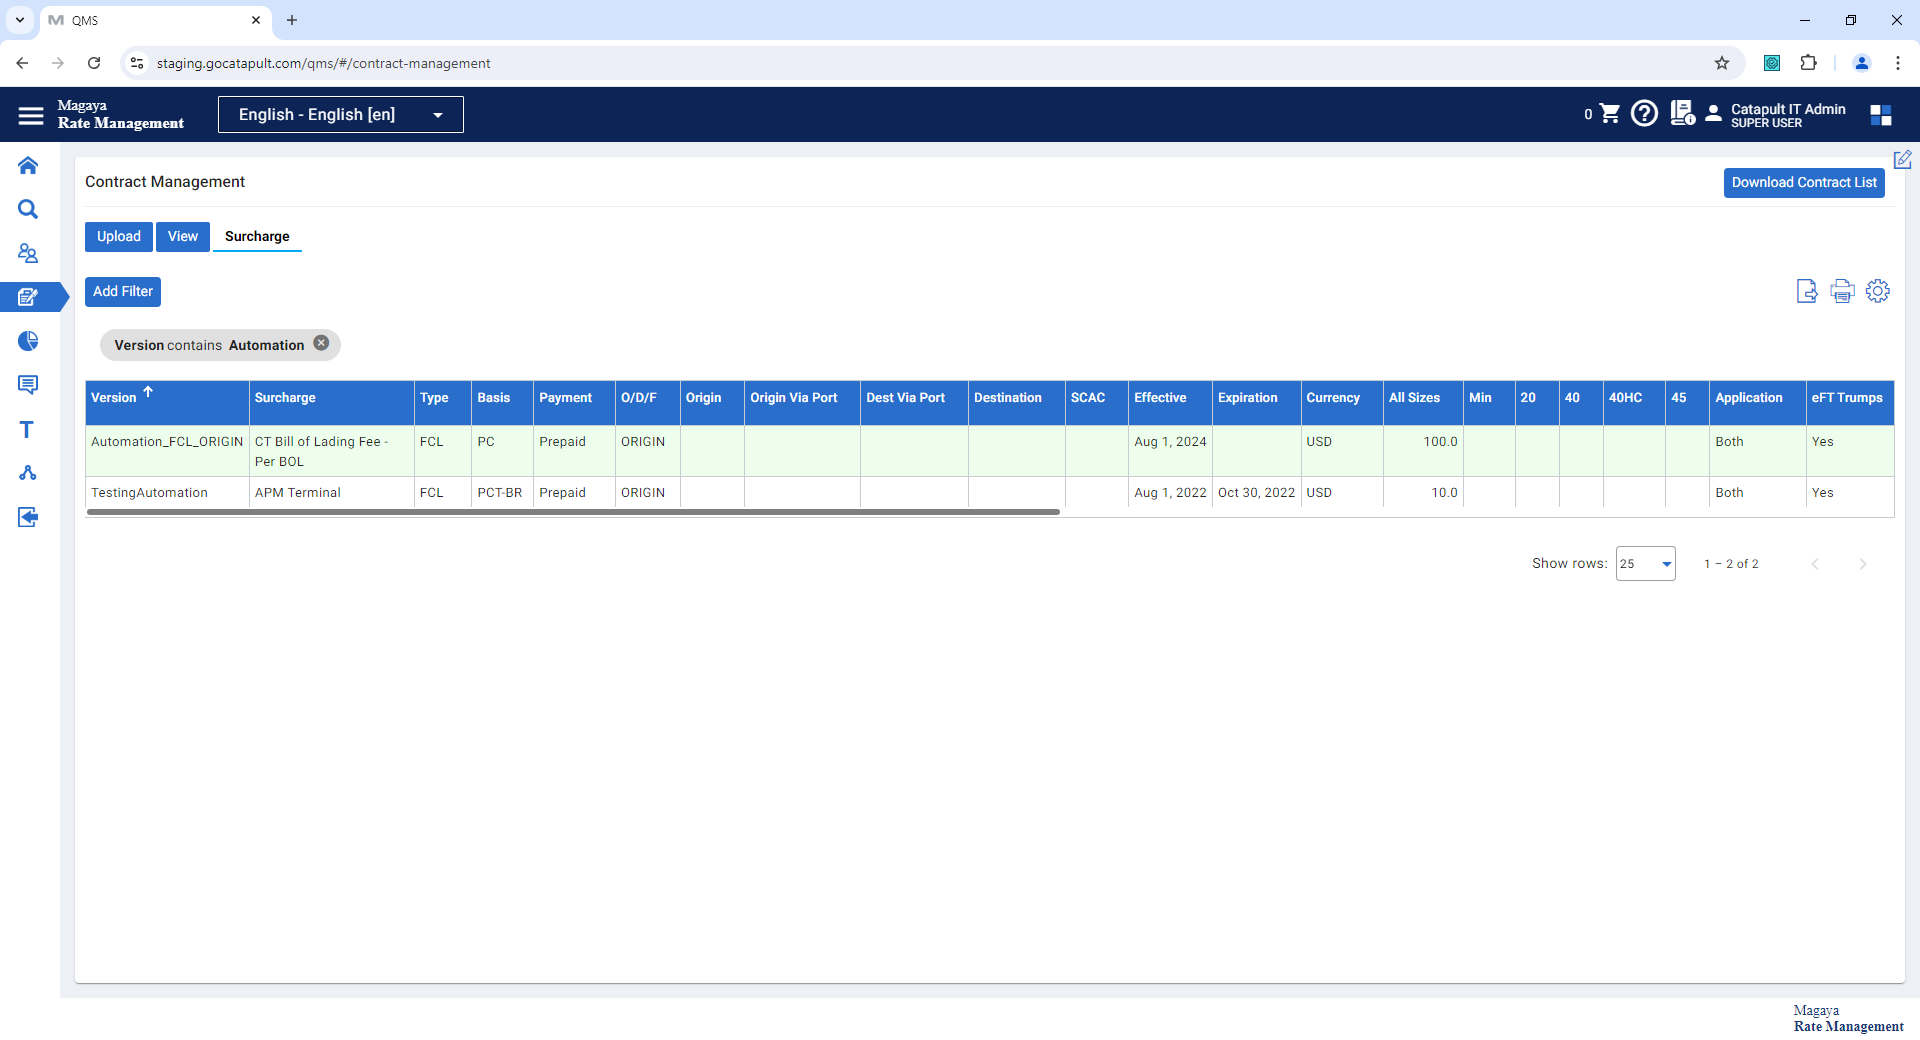 QMS
staging.gocatapult.com/qms/#/contract-management
Magaya
Rate Management
English - English [en]
0
Catapult IT Admin
SUPER USER
Contract Management
Download Contract List
Upload View Surcharge
Add Filter
Version contains Automation
Version Surcharge Type Basis Payment O/D/F Origin Origin Via Port Dest Via Port Destination SCAC Effective Expiration Currency All Sizes Min 20 40 40HC 45 Application eFT Trumps
Automation_FCL_ORIGIN CT Bill of Lading Fee - FCL PC Prepaid ORIGIN Aug 1, 2024 USD 100.0 Both Yes
Per BOL
TestingAutomation APM Terminal FCL PCT-BR Prepaid ORIGIN Aug 1, 2022 Oct 30, 2022 USD 10.0 Both Yes
Show rows: 25 1 – 2 of 2
T
Magaya
Rate Management